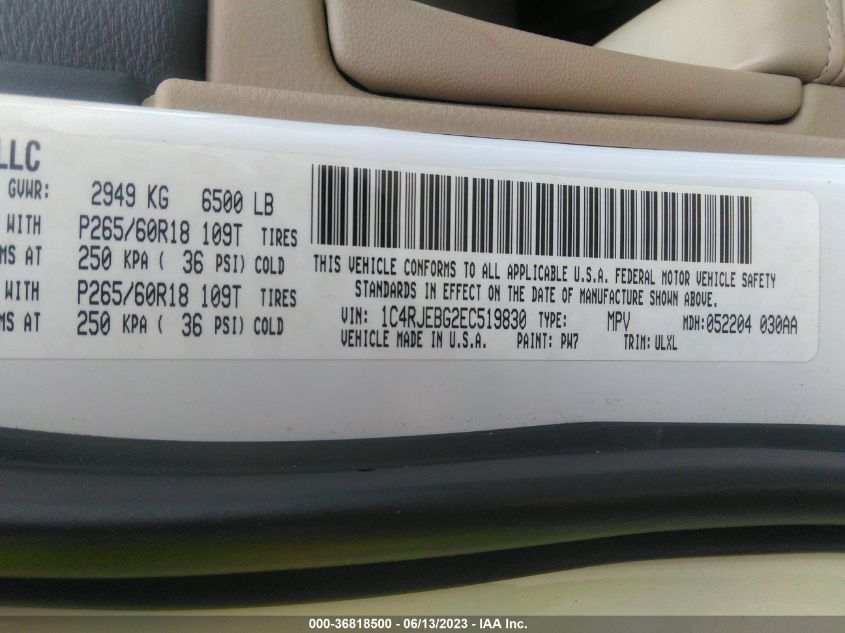 LLC
GVWR: 2949 KG 6500 LB
WITH P265/60R18 109T TIRES
MS AT 250 KPA ( 36 PSI) COLD
WITH P265/60R18 109T TIRES
MS AT 250 KPA ( 36 PSI) COLD
THIS VEHICLE CONFORMS TO ALL APPLICABLE U.S.A. FEDERAL MOTOR VEHICLE SAFETY
STANDARDS IN EFFECT ON THE DATE OF MANUFACTURE SHOWN ABOVE.
VIN: 1C4RJEBG2EC519830 TYPE: MPV MDH:052204 030AA
VEHICLE MADE IN U.S.A. PAINT: PW7 TRIM: ULXL
000-36818500 - 06/13/2023 - IAA Inc.